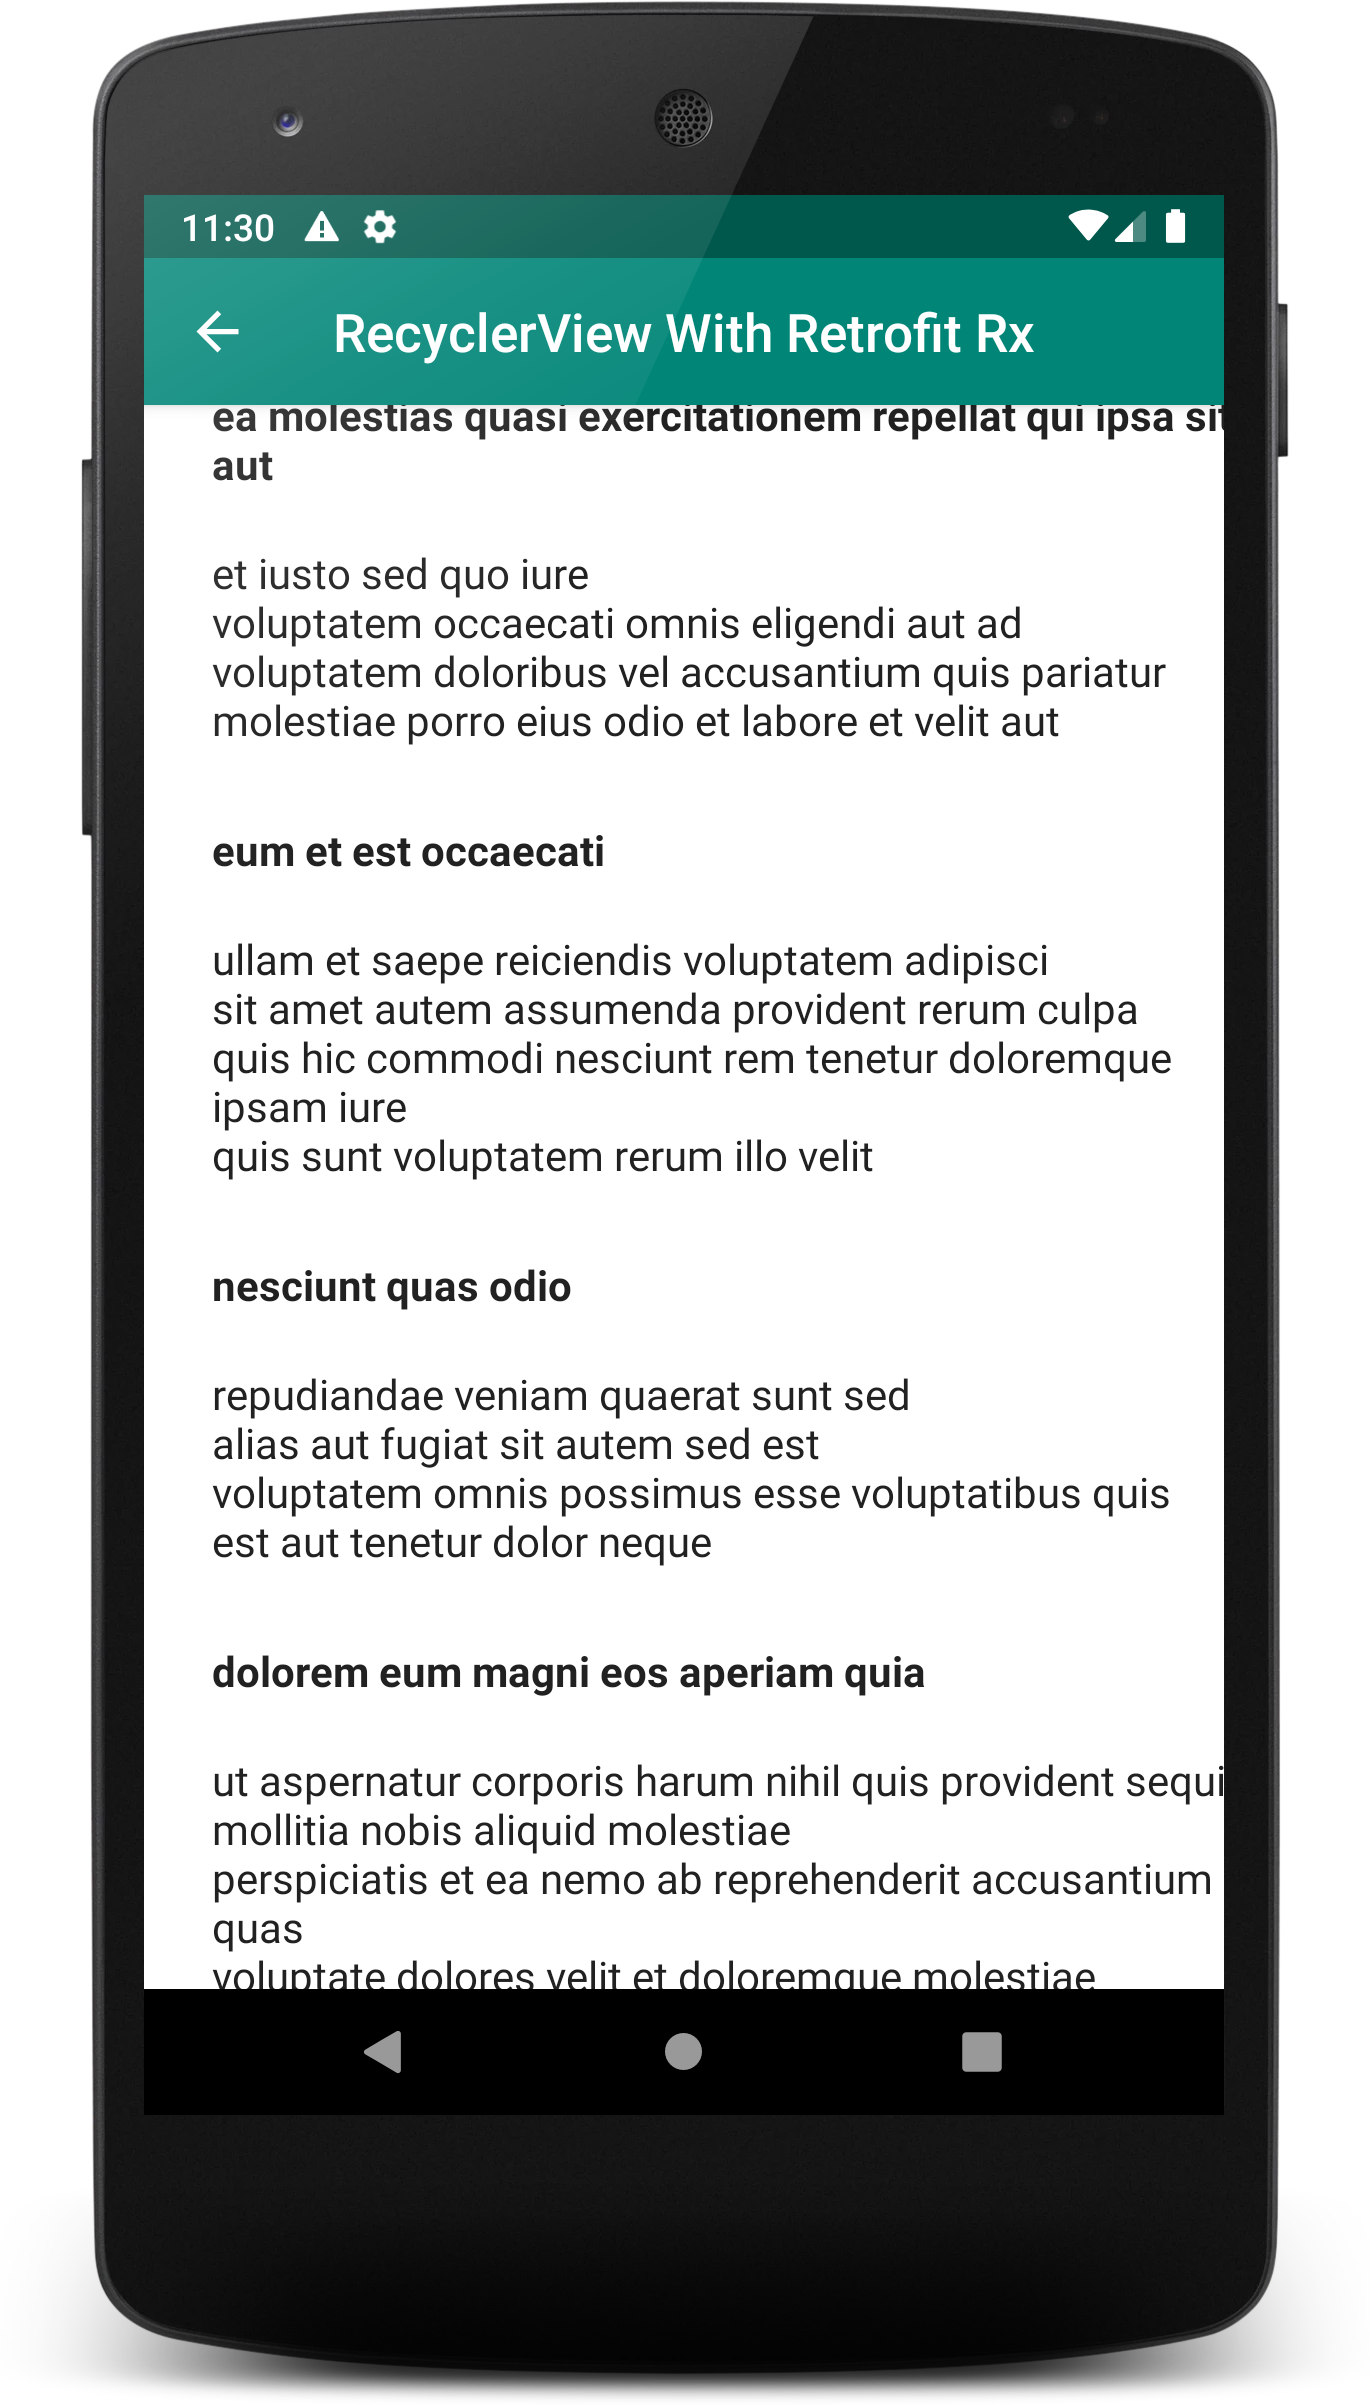 11:30
RecyclerView With Retrofit Rx
ea molestias quasi exercitationem repellat qui ipsa sit
aut
et iusto sed quo iure
voluptatem occaecati omnis eligendi aut ad
voluptatem doloribus vel accusantium quis pariatur
molestiae porro eius odio et labore et velit aut
eum et est occaecati
ullam et saepe reiciendis voluptatem adipisci
sit amet autem assumenda provident rerum culpa
quis hic commodi nesciunt rem tenetur doloremque
ipsam iure
quis sunt voluptatem rerum illo velit
nesciunt quas odio
repudiandae veniam quaerat sunt sed
alias aut fugiat sit autem sed est
voluptatem omnis possimus esse voluptatibus quis
est aut tenetur dolor neque
dolorem eum magni eos aperiam quia
ut aspernatur corporis harum nihil quis provident sequi
mollitia nobis aliquid molestiae
perspiciatis et ea nemo ab reprehenderit accusantium
quas
voluptate dolores velit et doloremque molestiae